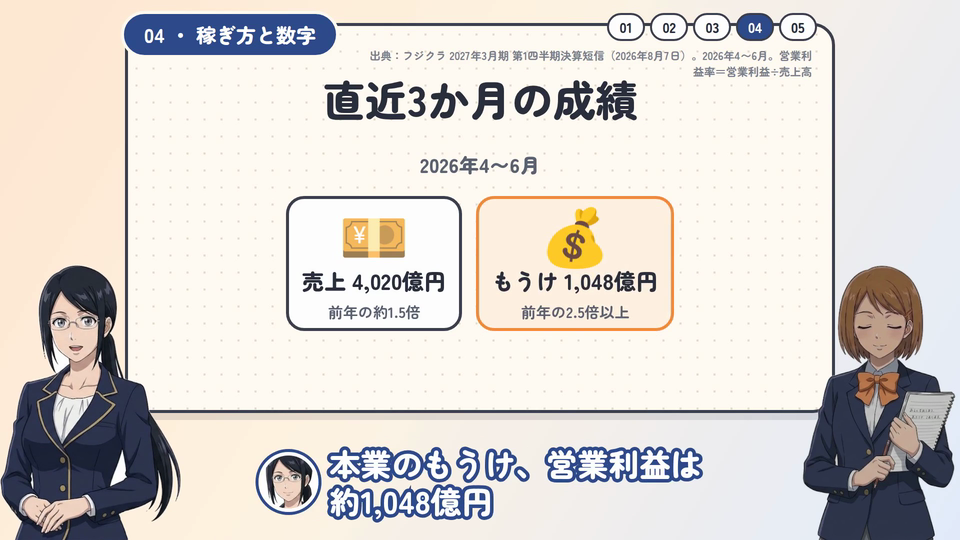 04 ・ 稼ぎ方と数字
01 02 03 04 05
出典：フジクラ 2027年3月期 第1四半期決算短信（2026年8月7日）。2026年4〜6月。営業利
益率＝営業利益÷売上高
直近3か月の成績
2026年4〜6月
売上 4,020億円
前年の約1.5倍
もうけ 1,048億円
前年の2.5倍以上
本業のもうけ、営業利益は
約1,048億円